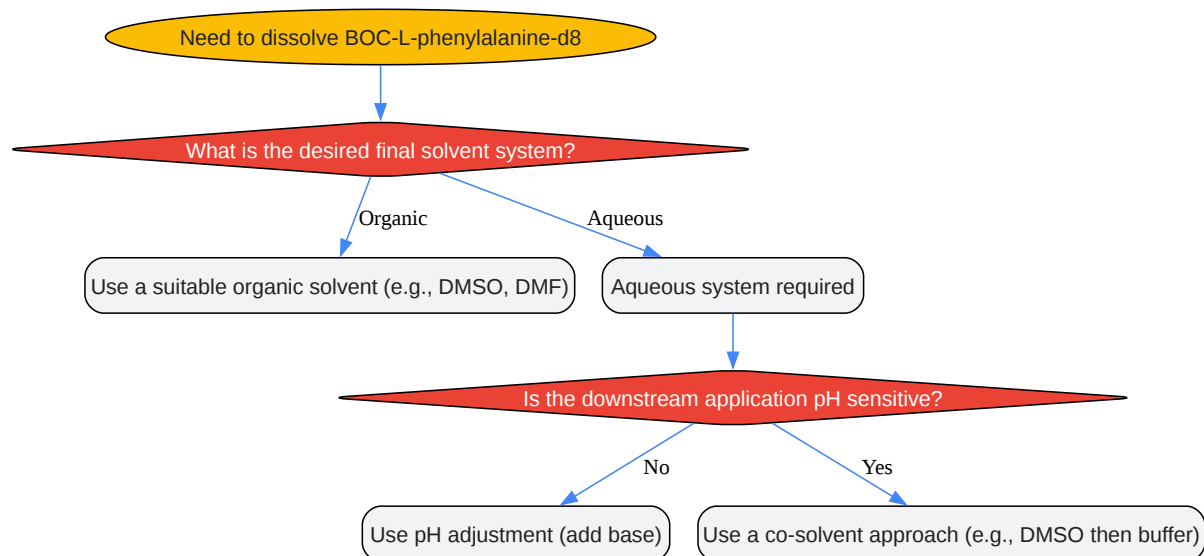 Need to dissolve BOC-L-phenylalanine-d8
What is the desired final solvent system?
Organic
Aqueous
Use a suitable organic solvent (e.g., DMSO, DMF)
Aqueous system required
Is the downstream application pH sensitive?
No
Yes
Use pH adjustment (add base)
Use a co-solvent approach (e.g., DMSO then buffer)